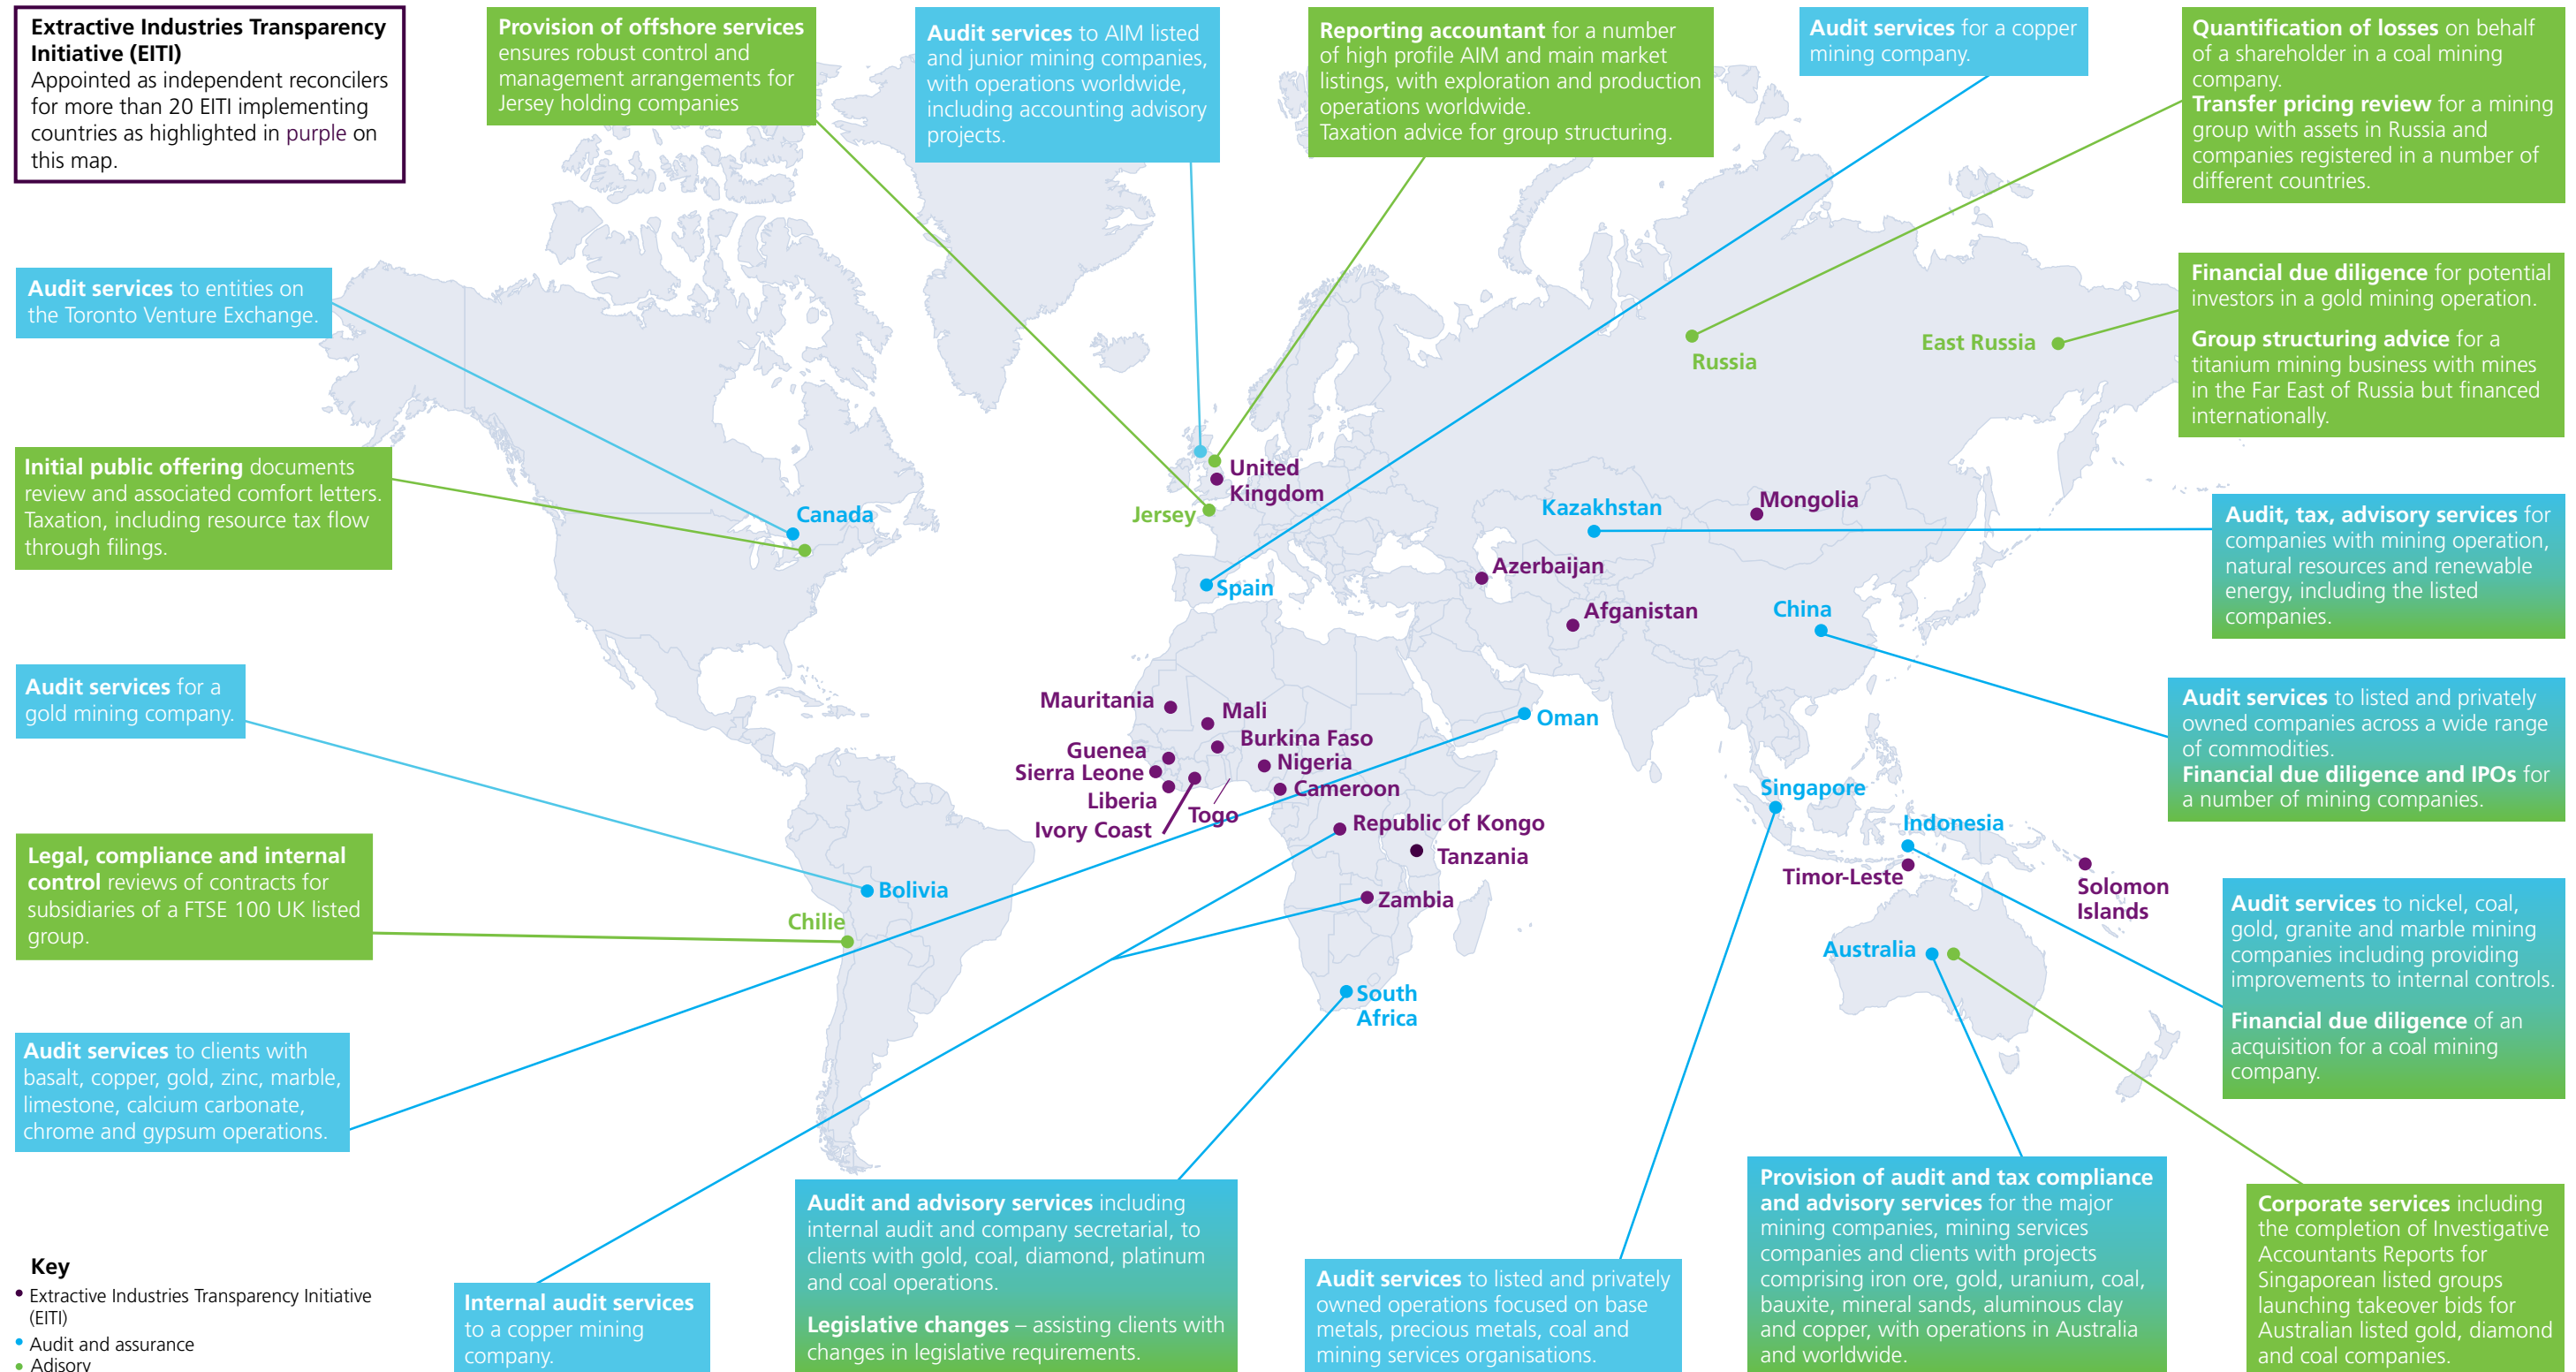 Extractive Industries Transparency
Initiative (EITI)
Appointed as independent reconcilers
for more than 20 EITI implementing
countries as highlighted in purple on
this map.
Provision of offshore services
ensures robust control and
management arrangements for
Jersey holding companies
Audit services to AIM listed
and junior mining companies,
with operations worldwide,
including accounting advisory
projects.
Reporting accountant for a number
of high profile AIM and main market
listings, with exploration and production
operations worldwide.
Taxation advice for group structuring.
Audit services for a copper
mining company.
Quantification of losses on behalf
of a shareholder in a coal mining
company.
Transfer pricing review for a mining
group with assets in Russia and
companies registered in a number of
different countries.
Audit services to entities on
the Toronto Venture Exchange.
Financial due diligence for potential
investors in a gold mining operation.
Group structuring advice for a
titanium mining business with mines
in the Far East of Russia but financed
internationally.
Russia
East Russia
Initial public offering documents
review and associated comfort letters.
Taxation, including resource tax flow
through filings.
Canada
United
Kingdom
Jersey
Kazakhstan
Mongolia
Audit, tax, advisory services for
companies with mining operation,
natural resources and renewable
energy, including the listed
companies.
Spain
Azerbaijan
Afganistan
China
Audit services for a
gold mining company.
Mauritania
Mali
Burkina Faso
Guenea
Nigeria
Sierra Leone
Cameroon
Liberia
Togo
Ivory Coast
Oman
Republic of Kongo
Tanzania
Zambia
Audit services to listed and privately
owned companies across a wide range
of commodities.
Financial due diligence and IPOs for
a number of mining companies.
Singapore
Indonesia
Timor-Leste
Solomon
Islands
Legal, compliance and internal
control reviews of contracts for
subsidiaries of a FTSE 100 UK listed
group.
Bolivia
Chilie
Australia
South
Africa
Audit services to nickel, coal,
gold, granite and marble mining
companies including providing
improvements to internal controls.
Financial due diligence of an
acquisition for a coal mining
company.
Audit services to clients with
basalt, copper, gold, zinc, marble,
limestone, calcium carbonate,
chrome and gypsum operations.
Key
Extractive Industries Transparency Initiative
(EITI)
Audit and assurance
Adisory
Internal audit services
to a copper mining
company.
Audit and advisory services including
internal audit and company secretarial, to
clients with gold, coal, diamond, platinum
and coal operations.
Legislative changes – assisting clients with
changes in legislative requirements.
Audit services to listed and privately
owned operations focused on base
metals, precious metals, coal and
mining services organisations.
Provision of audit and tax compliance
and advisory services for the major
mining companies, mining services
companies and clients with projects
comprising iron ore, gold, uranium, coal,
bauxite, mineral sands, aluminous clay
and copper, with operations in Australia
and worldwide.
Corporate services including
the completion of Investigative
Accountants Reports for
Singaporean listed groups
launching takeover bids for
Australian listed gold, diamond
and coal companies.